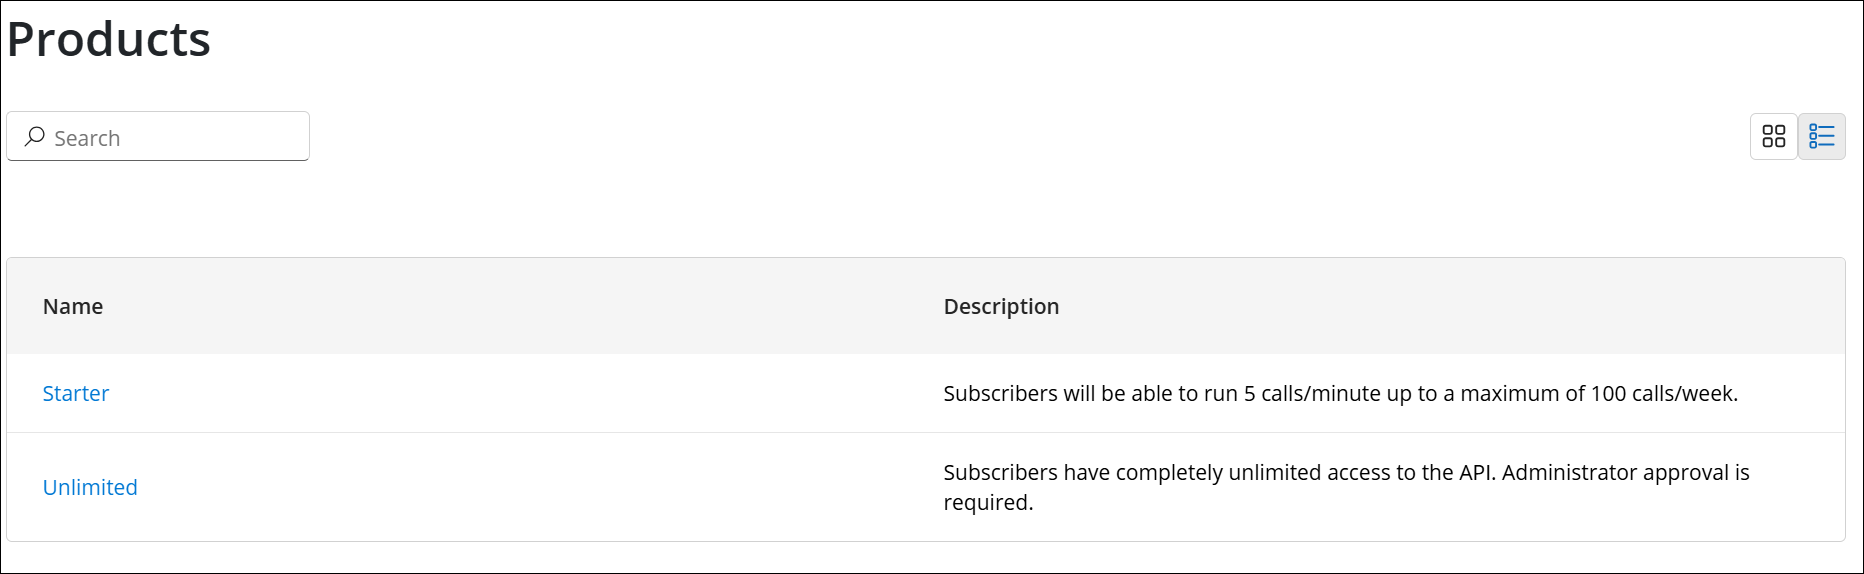 Products
Search
Name
Description
Starter
Subscribers will be able to run 5 calls/minute up to a maximum of 100 calls/week.
Unlimited
Subscribers have completely unlimited access to the API. Administrator approval is
required.